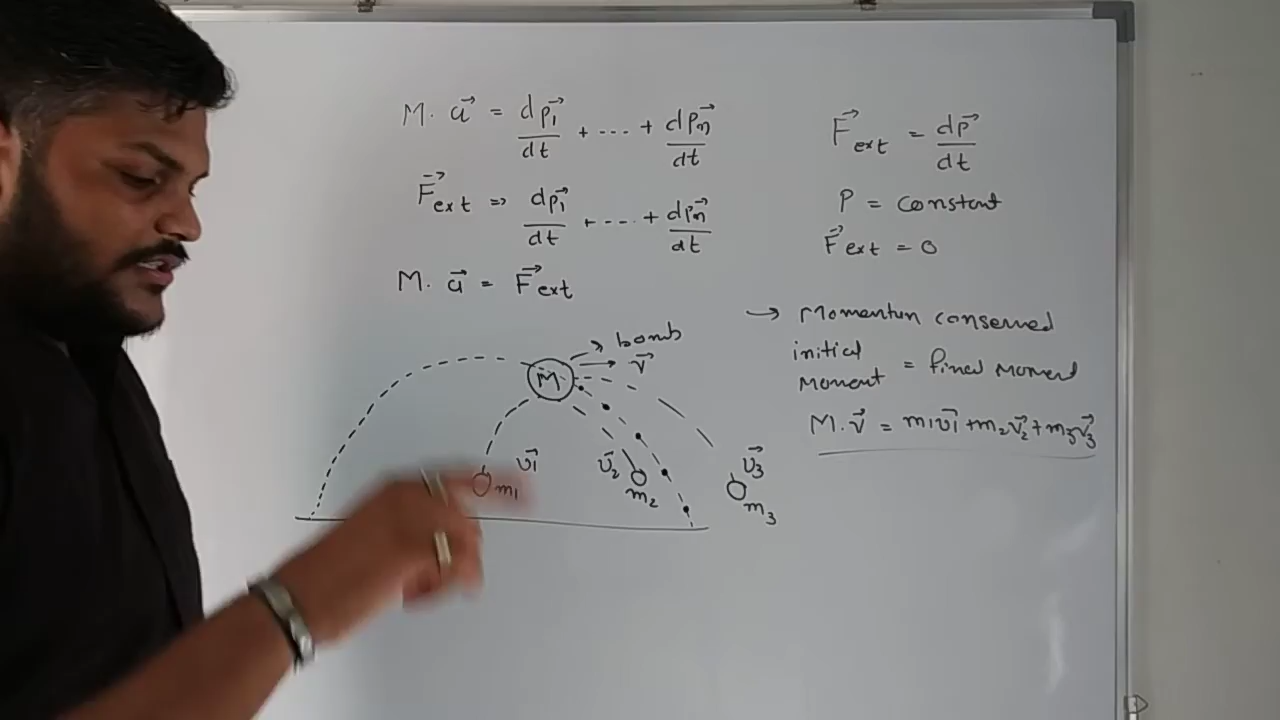 M. a⃗ = dp⃗1/dt + --- + dp⃗n/dt
F⃗ext ⇒ dp⃗1/dt + ---- + dp⃗n/dt
M. a⃗ = F⃗ext
F⃗ext = dp⃗/dt
P = constant
F⃗ext = 0
→ Momentum conserved
initial moment = final moment
M. v⃗ = m1v⃗1 + m2v⃗2 + m3v⃗3
bomb
v⃗
M
v⃗1
m1
v⃗2
m2
v⃗3
m3